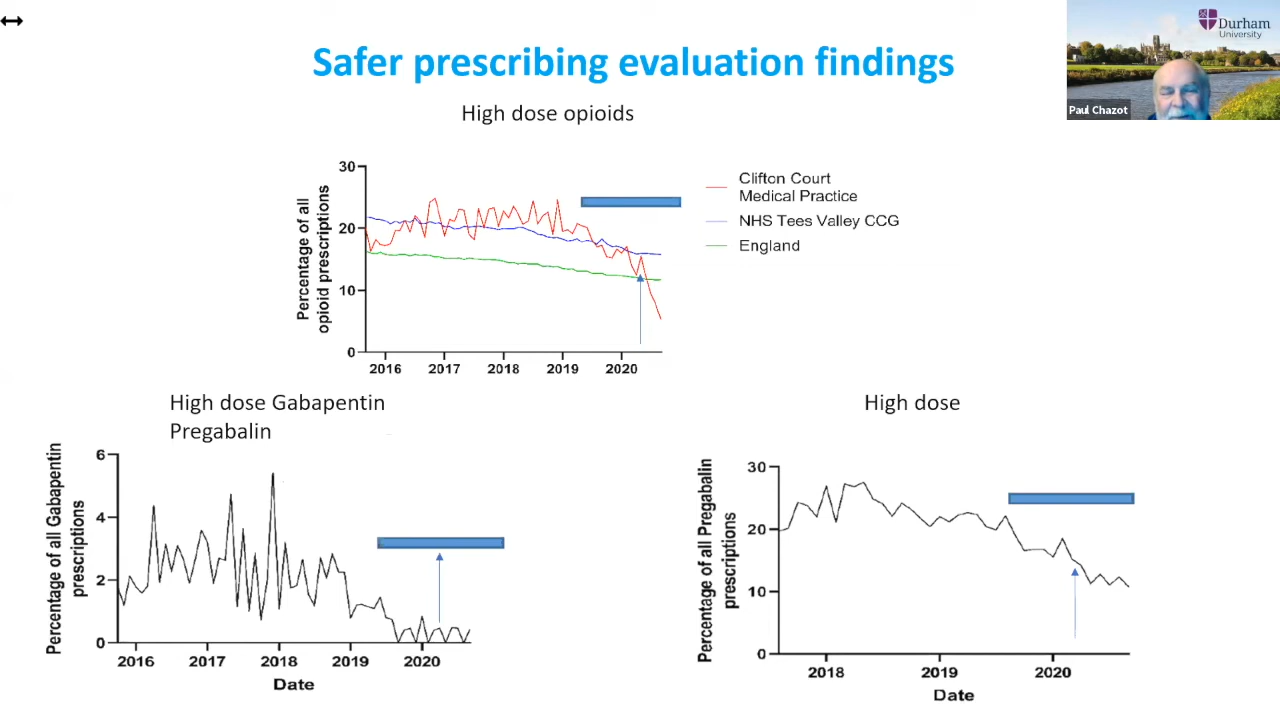 Durham
University
Paul Chazot
Safer prescribing evaluation findings
High dose opioids
Percentage of all
opioid prescriptions
30
20
10
0
2016 2017 2018 2019 2020
Clifton Court
Medical Practice
NHS Tees Valley CCG
England
High dose Gabapentin
Pregabalin
Percentage of all Gabapentin
prescriptions
6
4
2
0
2016 2017 2018 2019 2020
Date
High dose
Percentage of all Pregabalin
prescriptions
30
20
10
0
2018 2019 2020
Date